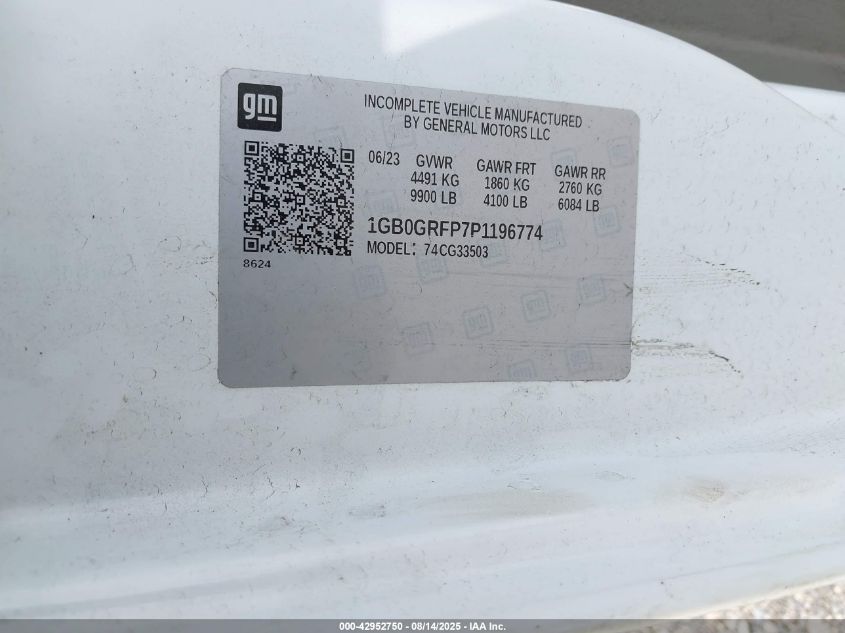 gm
INCOMPLETE VEHICLE MANUFACTURED
BY GENERAL MOTORS LLC
06/23 GVWR GAWR FRT GAWR RR
4491 KG 1860 KG 2760 KG
9900 LB 4100 LB 6084 LB
1GB0GRFP7P1196774
MODEL: 74CG33503
8624
000-42952750 - 08/14/2025 - IAA Inc.